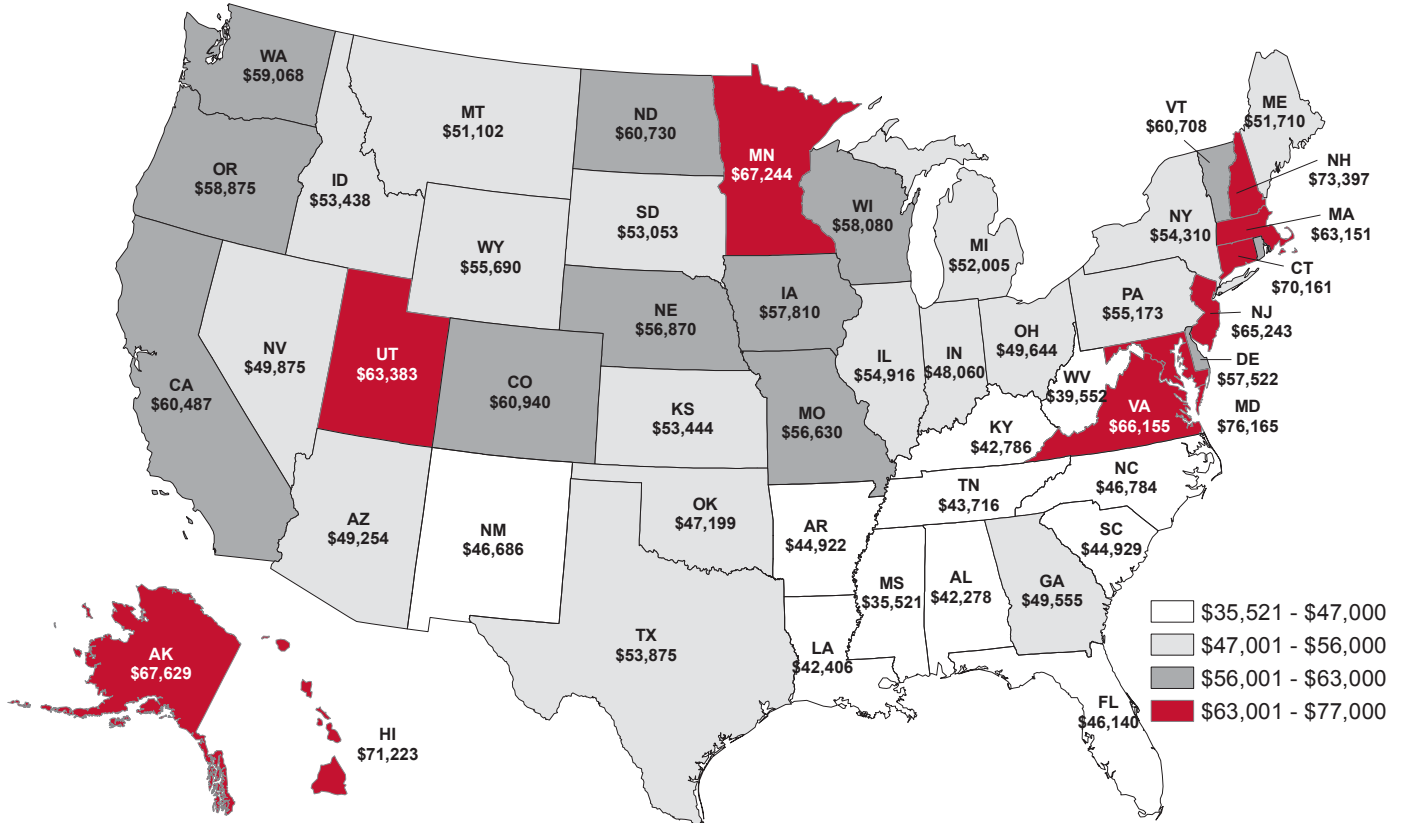 WA
$59,068
MT
$51,102
ND
$60,730
MN
$67,244
VT
$60,708
ME
$51,710
OR
$58,875
ID
$53,438
SD
$53,053
WI
$58,080
NH
$73,397
WY
$55,690
MI
$52,005
NY
$54,310
MA
$63,151
CT
$70,161
NE
$56,870
IA
$57,810
PA
$55,173
NJ
$65,243
NV
$49,875
UT
$63,383
CO
$60,940
IL
$54,916
IN
$48,060
OH
$49,644
DE
$57,522
CA
$60,487
KS
$53,444
MO
$56,630
WV
$39,552
VA
$66,155
MD
$76,165
KY
$42,786
AZ
$49,254
NM
$46,686
OK
$47,199
AR
$44,922
TN
$43,716
NC
$46,784
SC
$44,929
MS
$35,521
AL
$42,278
GA
$49,555
TX
$53,875
LA
$42,406
FL
$46,140
AK
$67,629
HI
$71,223
$35,521 - $47,000
$47,001 - $56,000
$56,001 - $63,000
$63,001 - $77,000